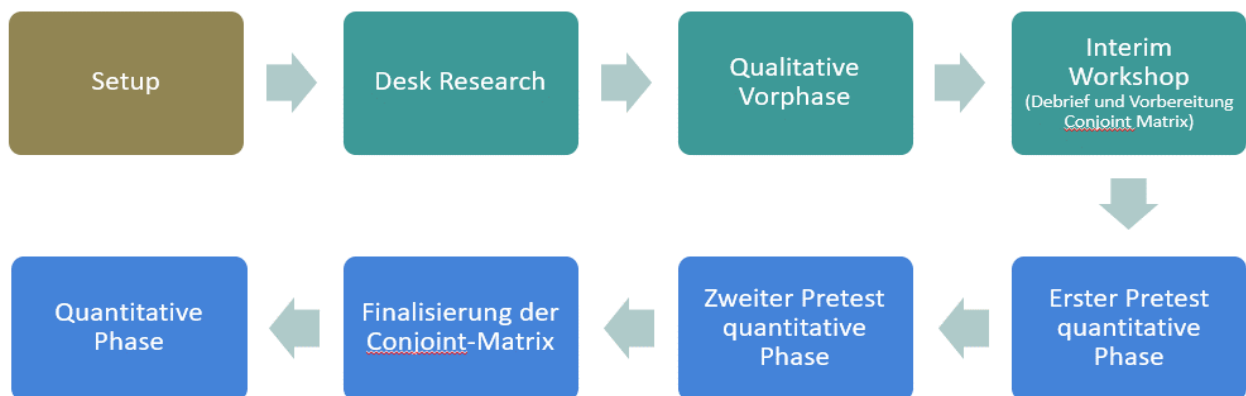 Setup
Desk Research
Qualitative
Vorphase
Interim
Workshop
(Debrief und Vorbereitung
Conjoint Matrix)
Quantitative
Phase
Finalisierung der
Conjoint-Matrix
Zweiter Pretest
quantitative
Phase
Erster Pretest
quantitative
Phase